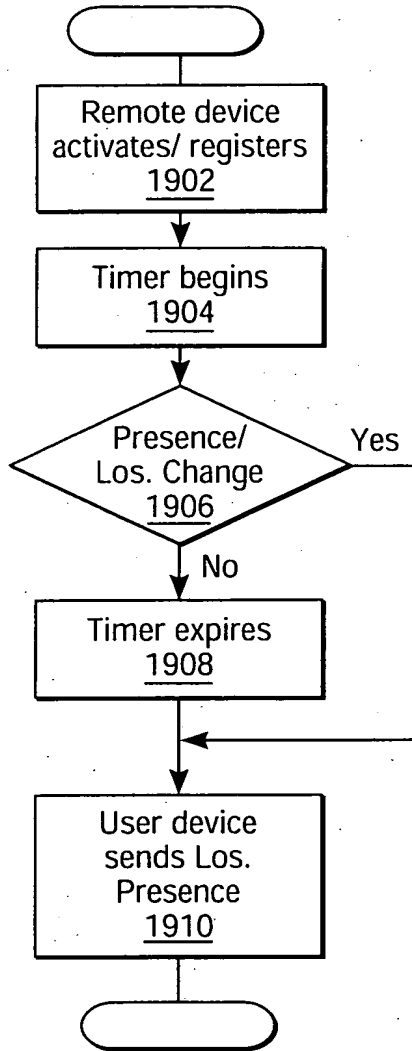 Remote device
activates/ registers
1902
Timer begins
1904
Presence/
Los. Change
1906
Yes
No
Timer expires
1908
User device
sends Los.
Presence
1910